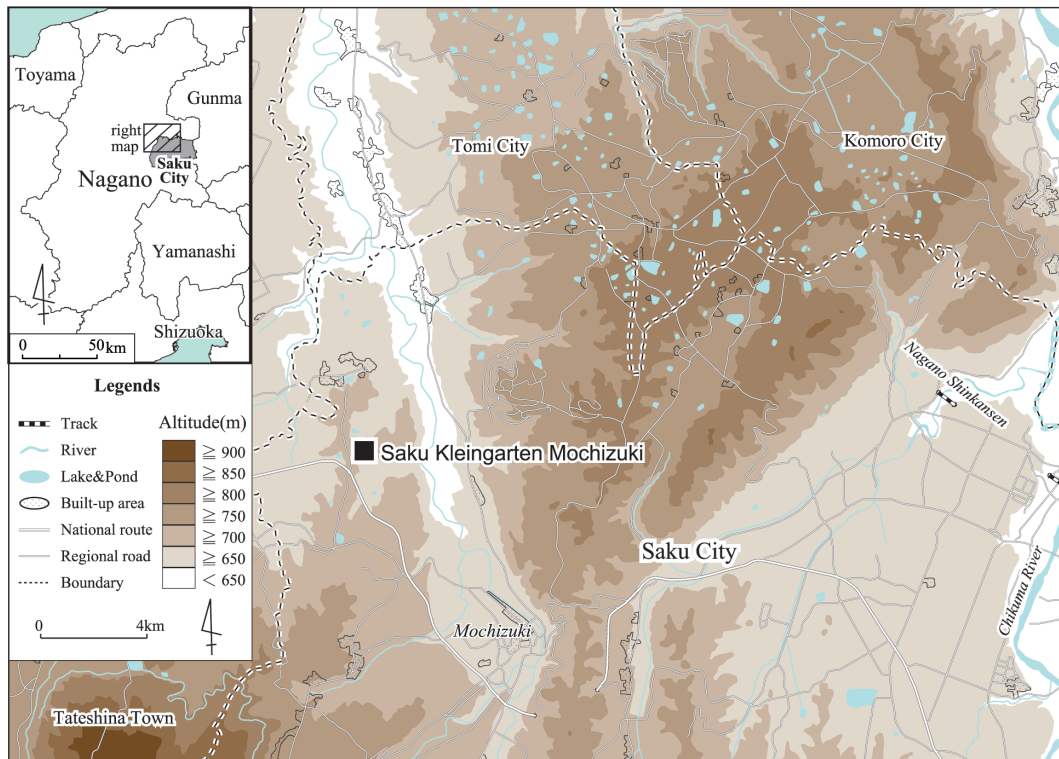 Toyama
Gunma
right
map
Saku
City
Nagano
Yamanashi
Shizuoka
0
50km
Legends
Track
River
Lake&Pond
Built-up area
National route
Regional road
Boundary
Altitude(m)
≧ 900
≧ 850
≧ 800
≧ 750
≧ 700
≧ 650
< 650
0
4km
Tomi City
Komoro City
Nagano Shinkansen
Saku Kleingarten Mochizuki
Saku City
Mochizuki
Chikuma River
Tateshina Town